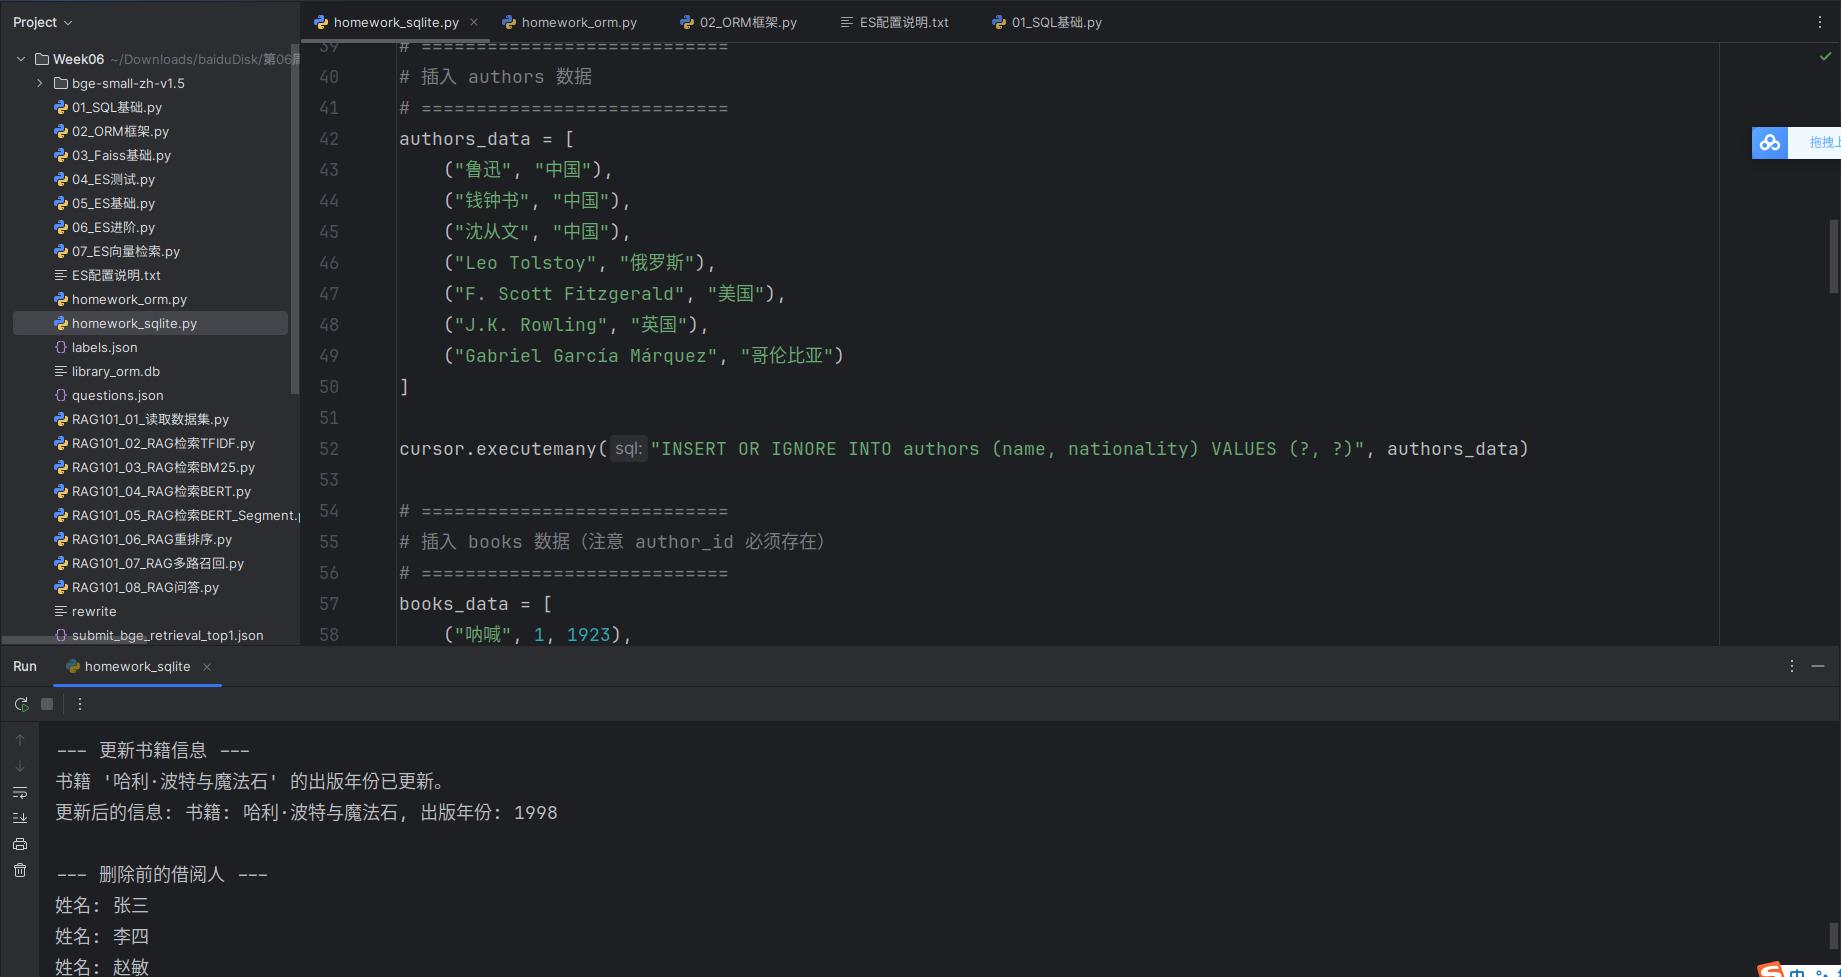 Project
Week06 ~/Downloads/baiduDisk/第06周
bge-small-zh-v1.5
01_SQL基础.py
02_ORM框架.py
03_Faiss基础.py
04_ES测试.py
05_ES基础.py
06_ES进阶.py
07_ES向量检索.py
ES配置说明.txt
homework_orm.py
homework_sqlite.py
labels.json
library_orm.db
questions.json
RAG101_01_读取数据集.py
RAG101_02_RAG检索TFIDF.py
RAG101_03_RAG检索BM25.py
RAG101_04_RAG检索BERT.py
RAG101_05_RAG检索BERT_Segment.p
RAG101_06_RAG重排序.py
RAG101_07_RAG多路召回.py
RAG101_08_RAG问答.py
rewrite
submit_bge_retrieval_top1.json
homework_sqlite.py homework_orm.py 02_ORM框架.py ES配置说明.txt 01_SQL基础.py
39 # ============================
40 # 插入 authors 数据
41 # ============================
42 authors_data = [
43 ("鲁迅", "中国"),
44 ("钱钟书", "中国"),
45 ("沈从文", "中国"),
46 ("Leo Tolstoy", "俄罗斯"),
47 ("F. Scott Fitzgerald", "美国"),
48 ("J.K. Rowling", "英国"),
49 ("Gabriel García Márquez", "哥伦比亚")
50 ]
51
52 cursor.executemany( sql: "INSERT OR IGNORE INTO authors (name, nationality) VALUES (?, ?)", authors_data)
53
54 # ============================
55 # 插入 books 数据（注意 author_id 必须存在）
56 # ============================
57 books_data = [
58 ("呐喊", 1, 1923),
拖拽上
Run homework_sqlite
--- 更新书籍信息 ---
书籍 '哈利·波特与魔法石' 的出版年份已更新。
更新后的信息: 书籍: 哈利·波特与魔法石, 出版年份: 1998
--- 删除前的借阅人 ---
姓名: 张三
姓名: 李四
姓名: 赵敏
中